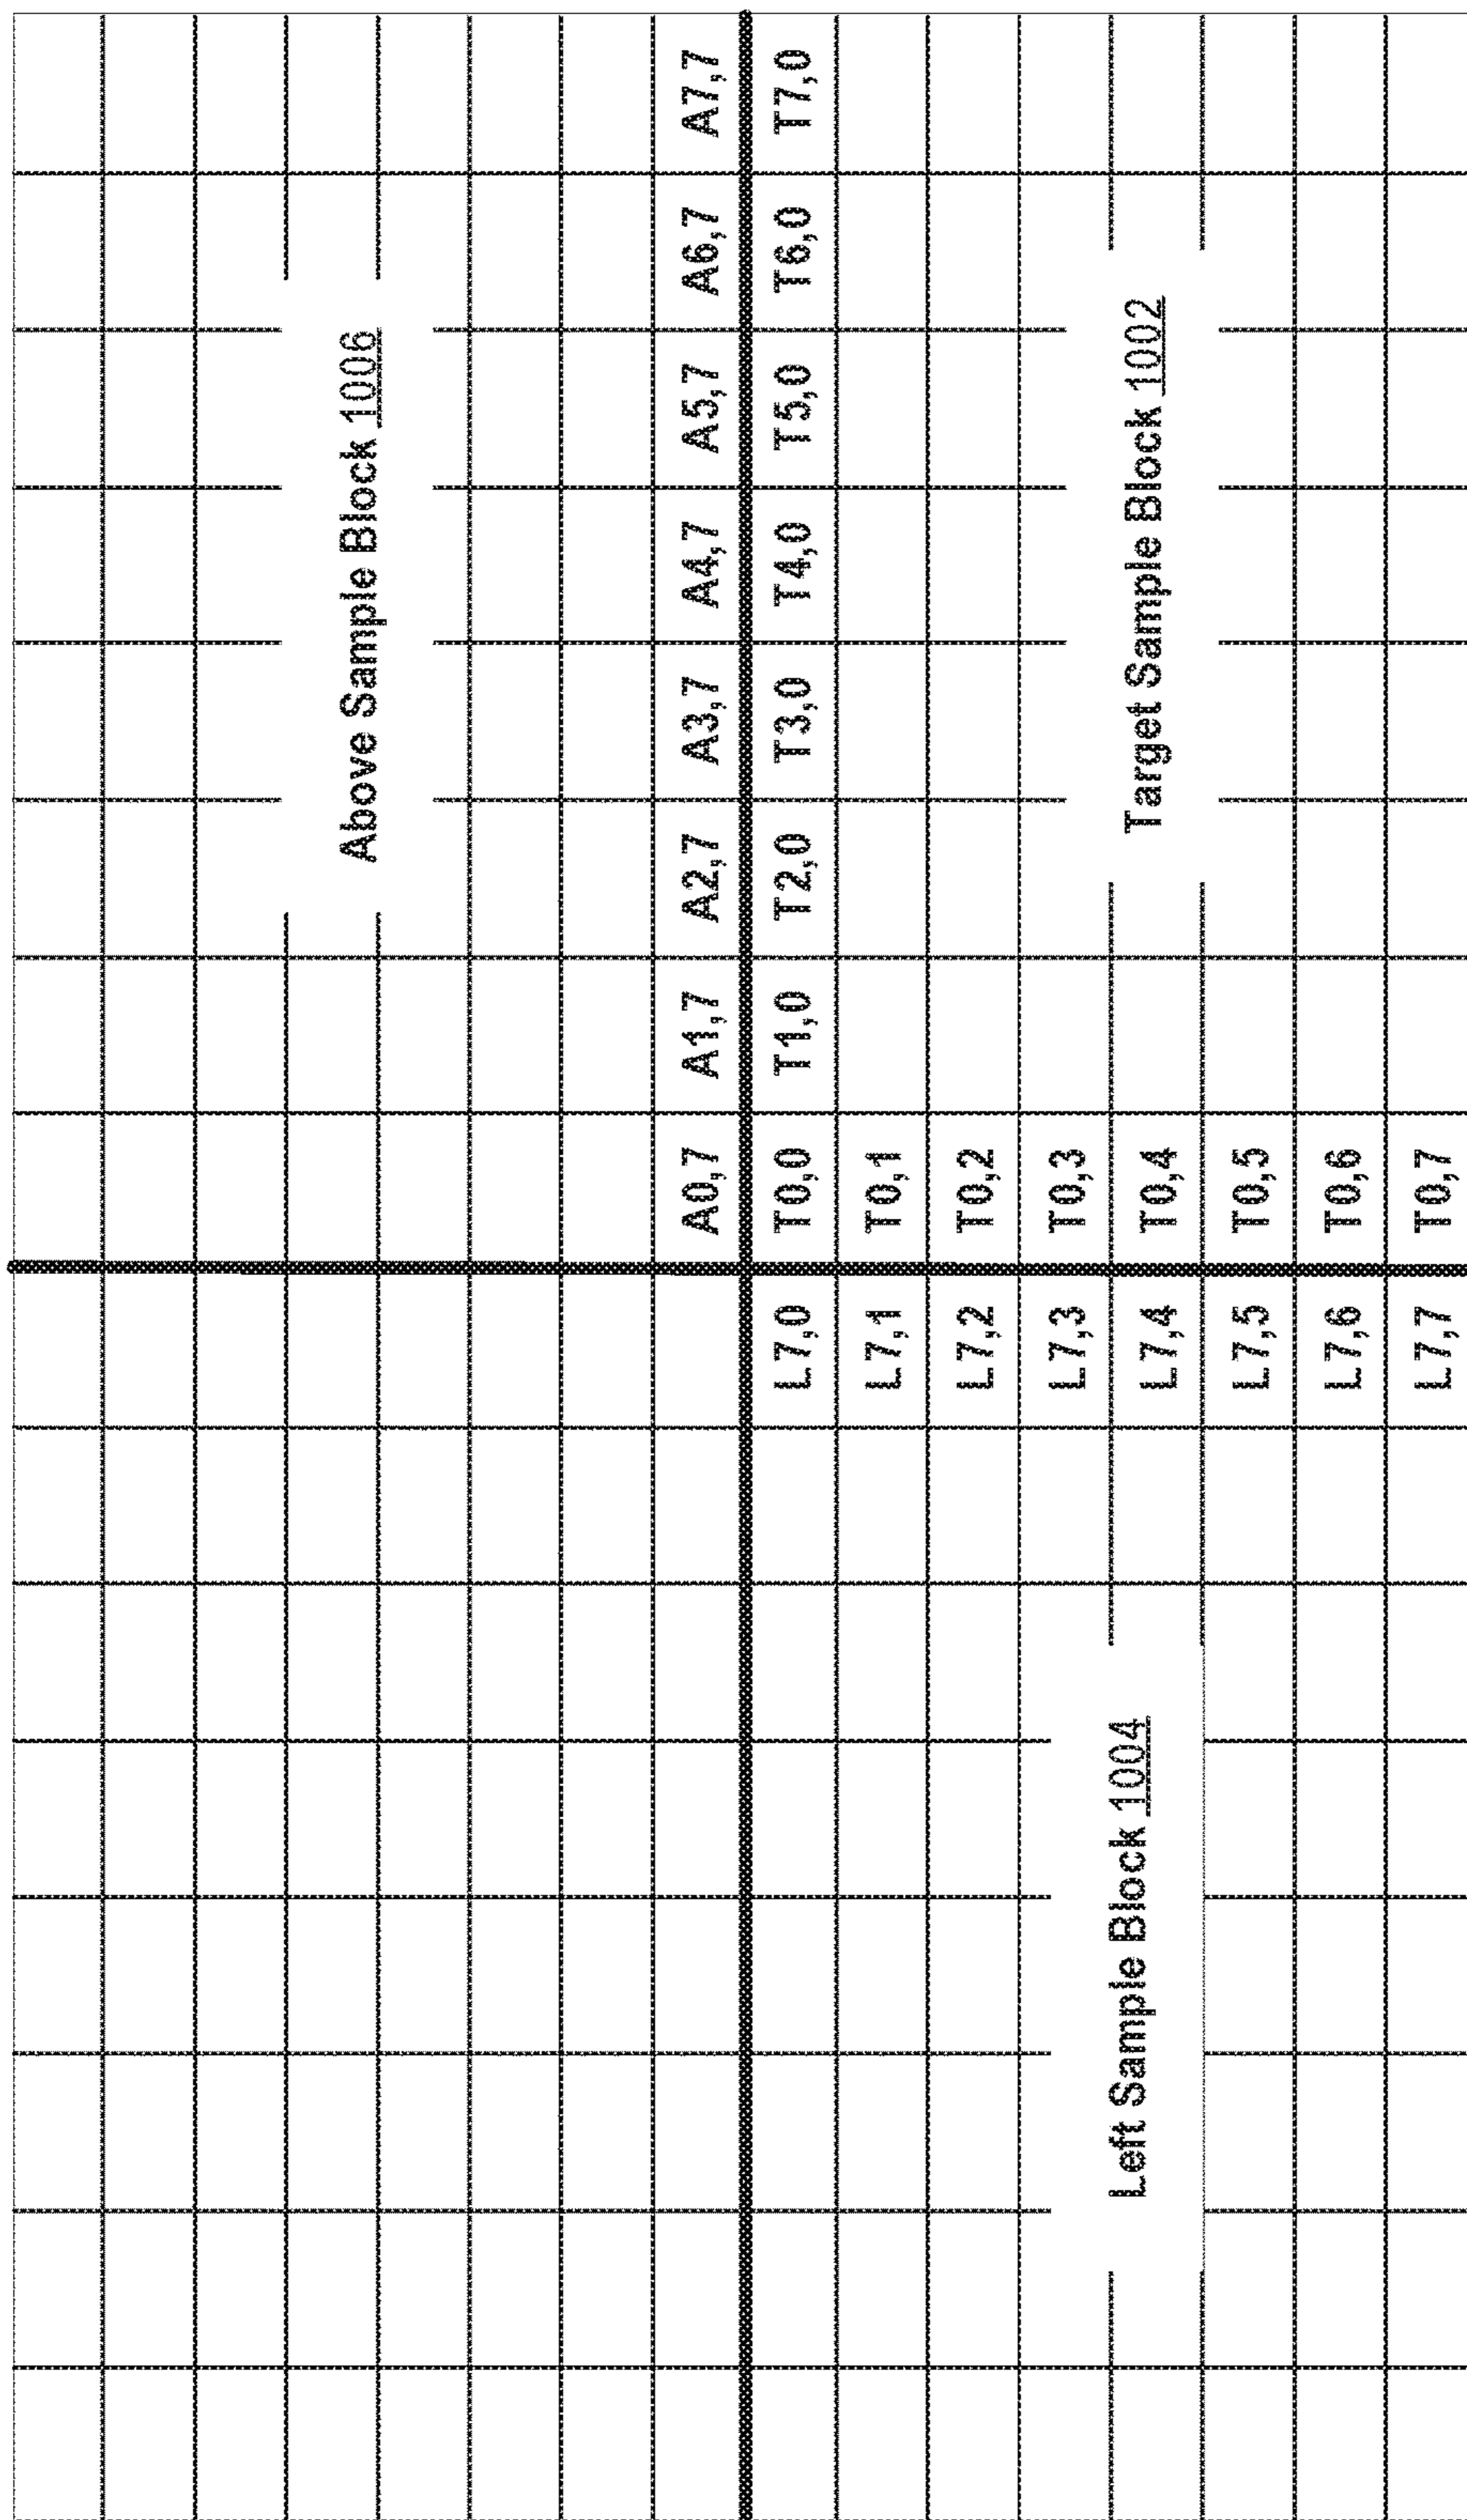 Above Sample Block 1006
A0,7 A1,7 A2,7 A3,7 A4,7 A5,7 A6,7 A7,7
L7,0 T0,0 T1,0 T2,0 T3,0 T4,0 T5,0 T6,0 T7,0
L7,1 T0,1
L7,2 T0,2
L7,3 T0,3
Left Sample Block 1004 L7,4 T0,4 Target Sample Block 1002
L7,5 T0,5
L7,6 T0,6
L7,7 T0,7